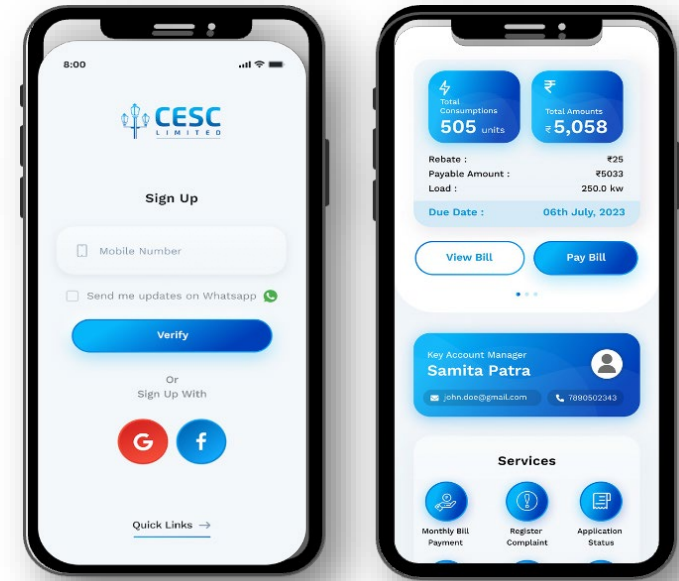 8:00
CESC
LIMITED
Sign Up
Mobile Number
Send me updates on Whatsapp
Verify
Or
Sign Up With
G f
Quick Links →
Total
Consumptions
505 units
₹
Total Amounts
₹ 5,058
Rebate : ₹25
Payable Amount : ₹5033
Load : 250.0 kw
Due Date : 06th July, 2023
View Bill
Pay Bill
Key Account Manager
Samita Patra
john.doe@gmail.com
7890502343
Services
Monthly Bill
Payment
Register
Complaint
Application
Status